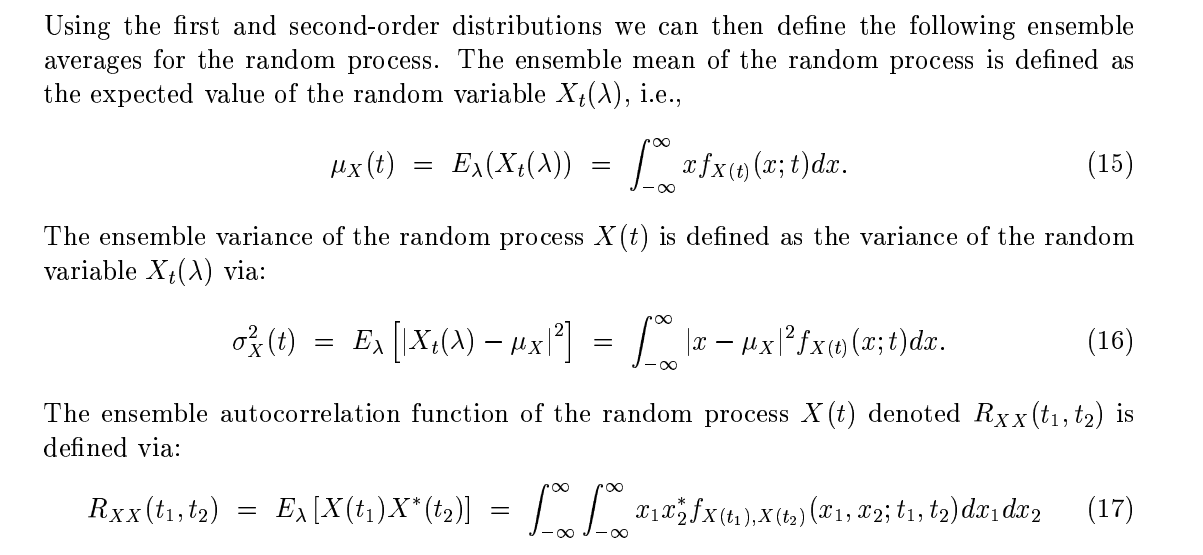 Using the first and second-order distributions we can then define the following ensemble
averages for the random process. The ensemble mean of the random process is defined as
the expected value of the random variable $X_t(\lambda)$, i.e.,
$\mu_X(t) = E_\lambda(X_t(\lambda)) = \int_{-\infty}^{\infty} x f_{X(t)}(x;t)dx.$ (15)
The ensemble variance of the random process $X(t)$ is defined as the variance of the random
variable $X_t(\lambda)$ via:
$\sigma_X^2(t) = E_\lambda\left[|X_t(\lambda) - \mu_X|^2\right] = \int_{-\infty}^{\infty} |x - \mu_X|^2 f_{X(t)}(x;t)dx.$ (16)
The ensemble autocorrelation function of the random process $X(t)$ denoted $R_{XX}(t_1, t_2)$ is
defined via:
$R_{XX}(t_1, t_2) = E_\lambda[X(t_1)X^*(t_2)] = \int_{-\infty}^{\infty}\int_{-\infty}^{\infty} x_1 x_2^* f_{X(t_1),X(t_2)}(x_1, x_2; t_1, t_2)dx_1dx_2$ (17)